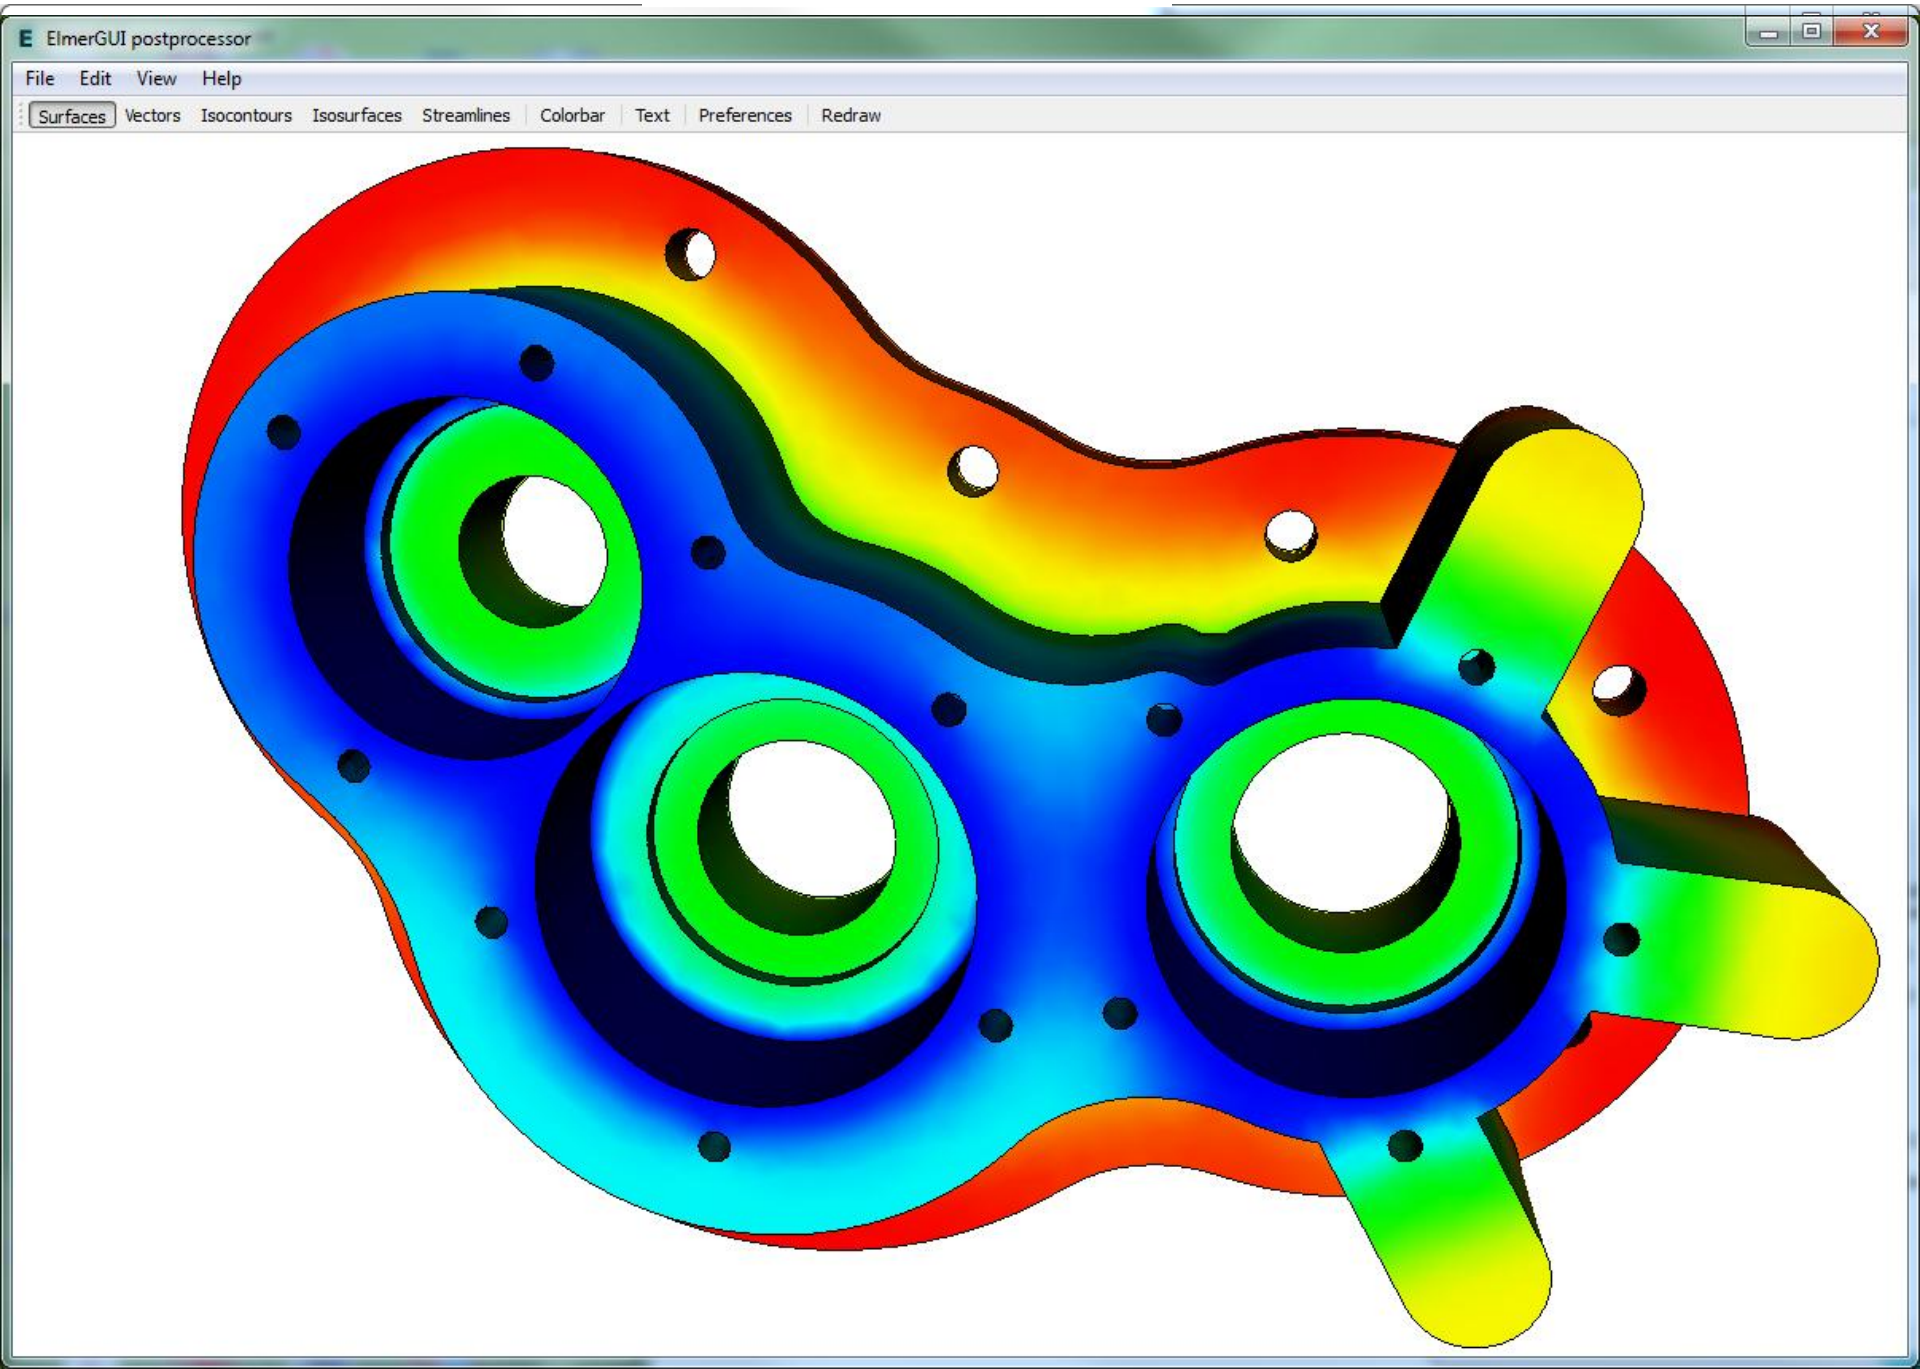 E ElmerGUI postprocessor
File Edit View Help
Surfaces Vectors Isocontours Isosurfaces Streamlines Colorbar Text Preferences Redraw